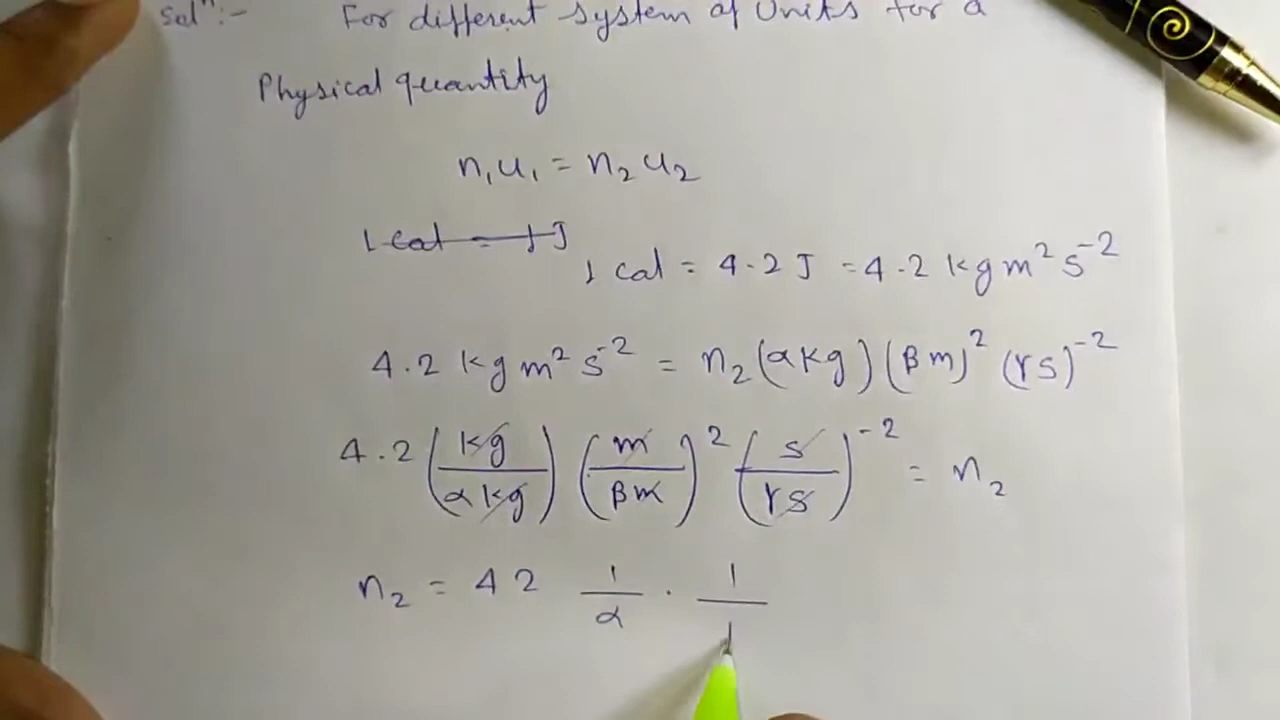 Solⁿ:- For different system of Units for a
Physical quantity
n₁u₁ = n₂u₂
1 cal = 1J
1 cal = 4.2 J = 4.2 kg m² s⁻²
4.2 kg m² s⁻² = n₂ (α kg) (β m)² (γ s)⁻²
4.2 (kg/α kg) (m/β m)² (s/γ s)⁻² = n₂
n₂ = 4 2 1/α . 1/